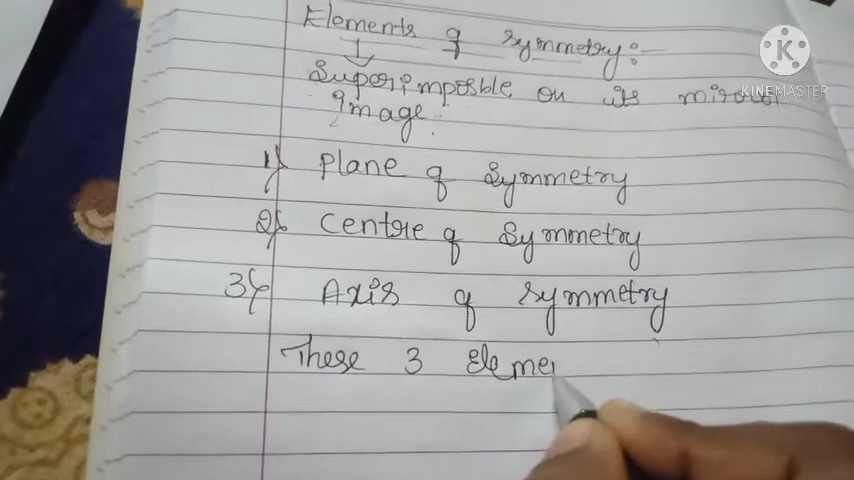 Elements of Symmetry:-
Superimposble on its mirror
Image.
1) Plane of Symmetry
2) Centre of Symmetry
3) Axis of Symmetry
These 3 Eleme
KINEMASTER